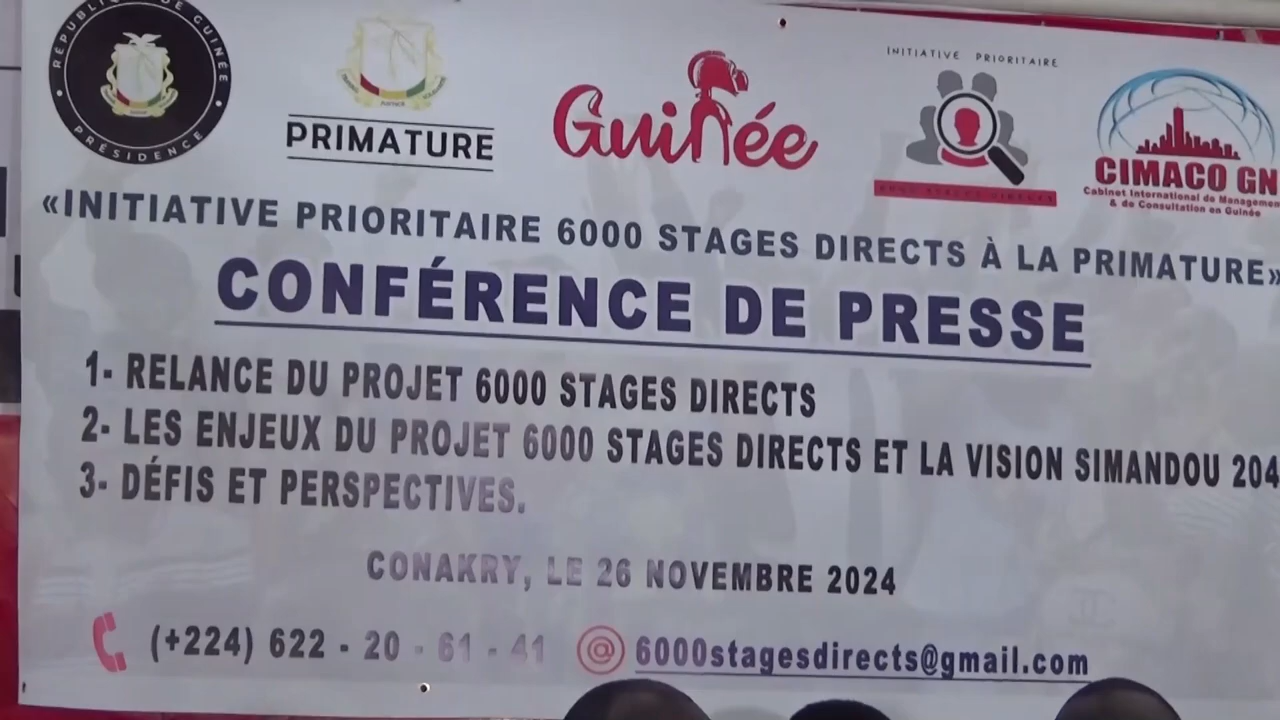 RÉPUBLIQUE DE GUINÉE
PRÉSIDENCE
PRIMATURE
Guinée
INITIATIVE PRIORITAIRE
CIMACO GN
Cabinet International de Managemen
& de Consultation en Guinée
«INITIATIVE PRIORITAIRE 6000 STAGES DIRECTS À LA PRIMATURE»
CONFÉRENCE DE PRESSE
1- RELANCE DU PROJET 6000 STAGES DIRECTS
2- LES ENJEUX DU PROJET 6000 STAGES DIRECTS ET LA VISION SIMANDOU 204
3- DÉFIS ET PERSPECTIVES.
CONAKRY, LE 26 NOVEMBRE 2024
(+224) 622 - 20 - 61 - 41 @ 6000stagesdirects@gmail.com